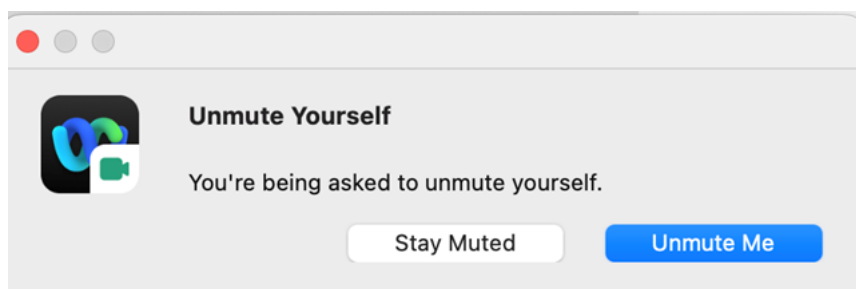 Unmute Yourself
You're being asked to unmute yourself.
Stay Muted
Unmute Me